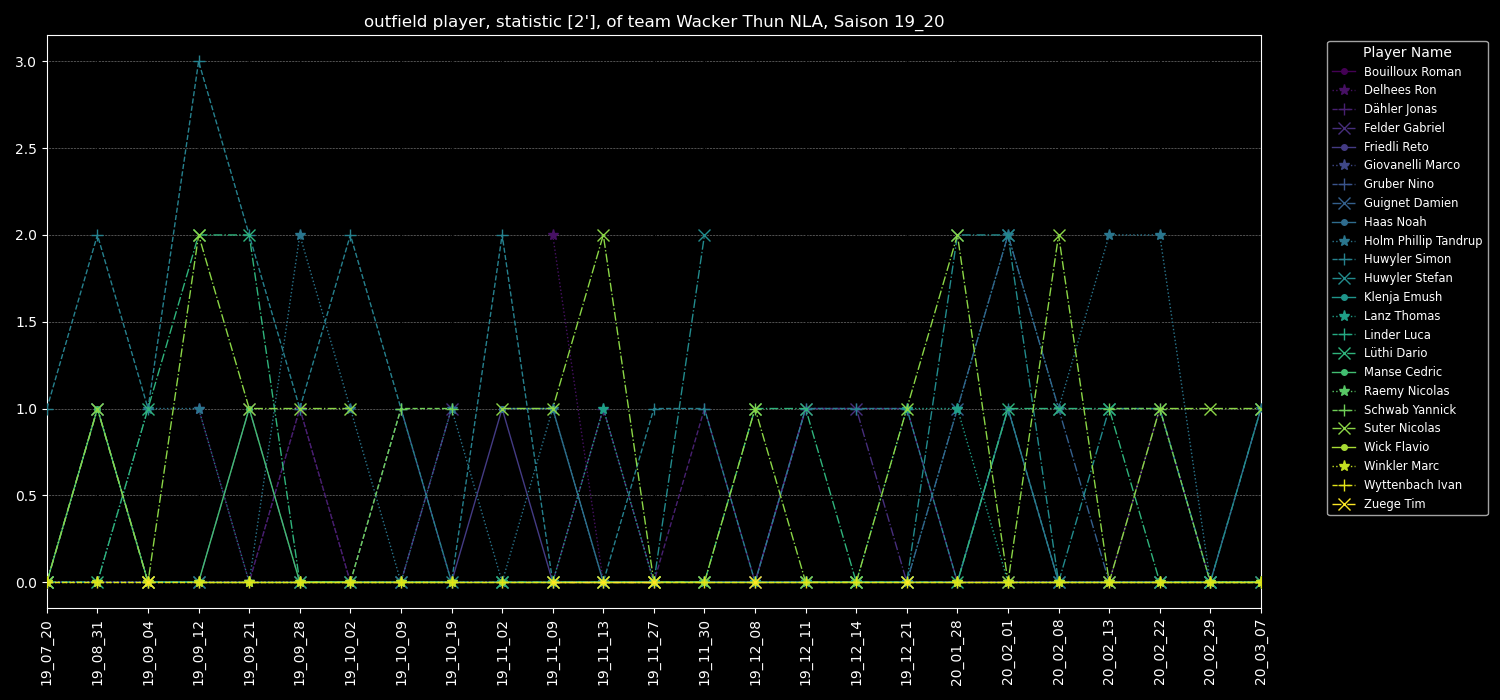 outfield player, statistic [2'], of team Wacker Thun NLA, Saison 19_20
3.0
2.5
2.0
1.5
1.0
0.5
0.0
19_07_20
19_08_31
19_09_04
19_09_12
19_09_21
19_09_28
19_10_02
19_10_09
19_10_19
19_11_02
19_11_09
19_11_13
19_11_27
19_11_30
19_12_08
19_12_11
19_12_14
19_12_21
20_01_28
20_02_01
20_02_08
20_02_13
20_02_22
20_02_29
20_03_07
Player Name
Bouilloux Roman
Delhees Ron
Dähler Jonas
Felder Gabriel
Friedli Reto
Giovanelli Marco
Gruber Nino
Guignet Damien
Haas Noah
Holm Phillip Tandrup
Huwyler Simon
Huwyler Stefan
Klenja Emush
Lanz Thomas
Linder Luca
Lüthi Dario
Manse Cedric
Raemy Nicolas
Schwab Yannick
Suter Nicolas
Wick Flavio
Winkler Marc
Wyttenbach Ivan
Zuege Tim